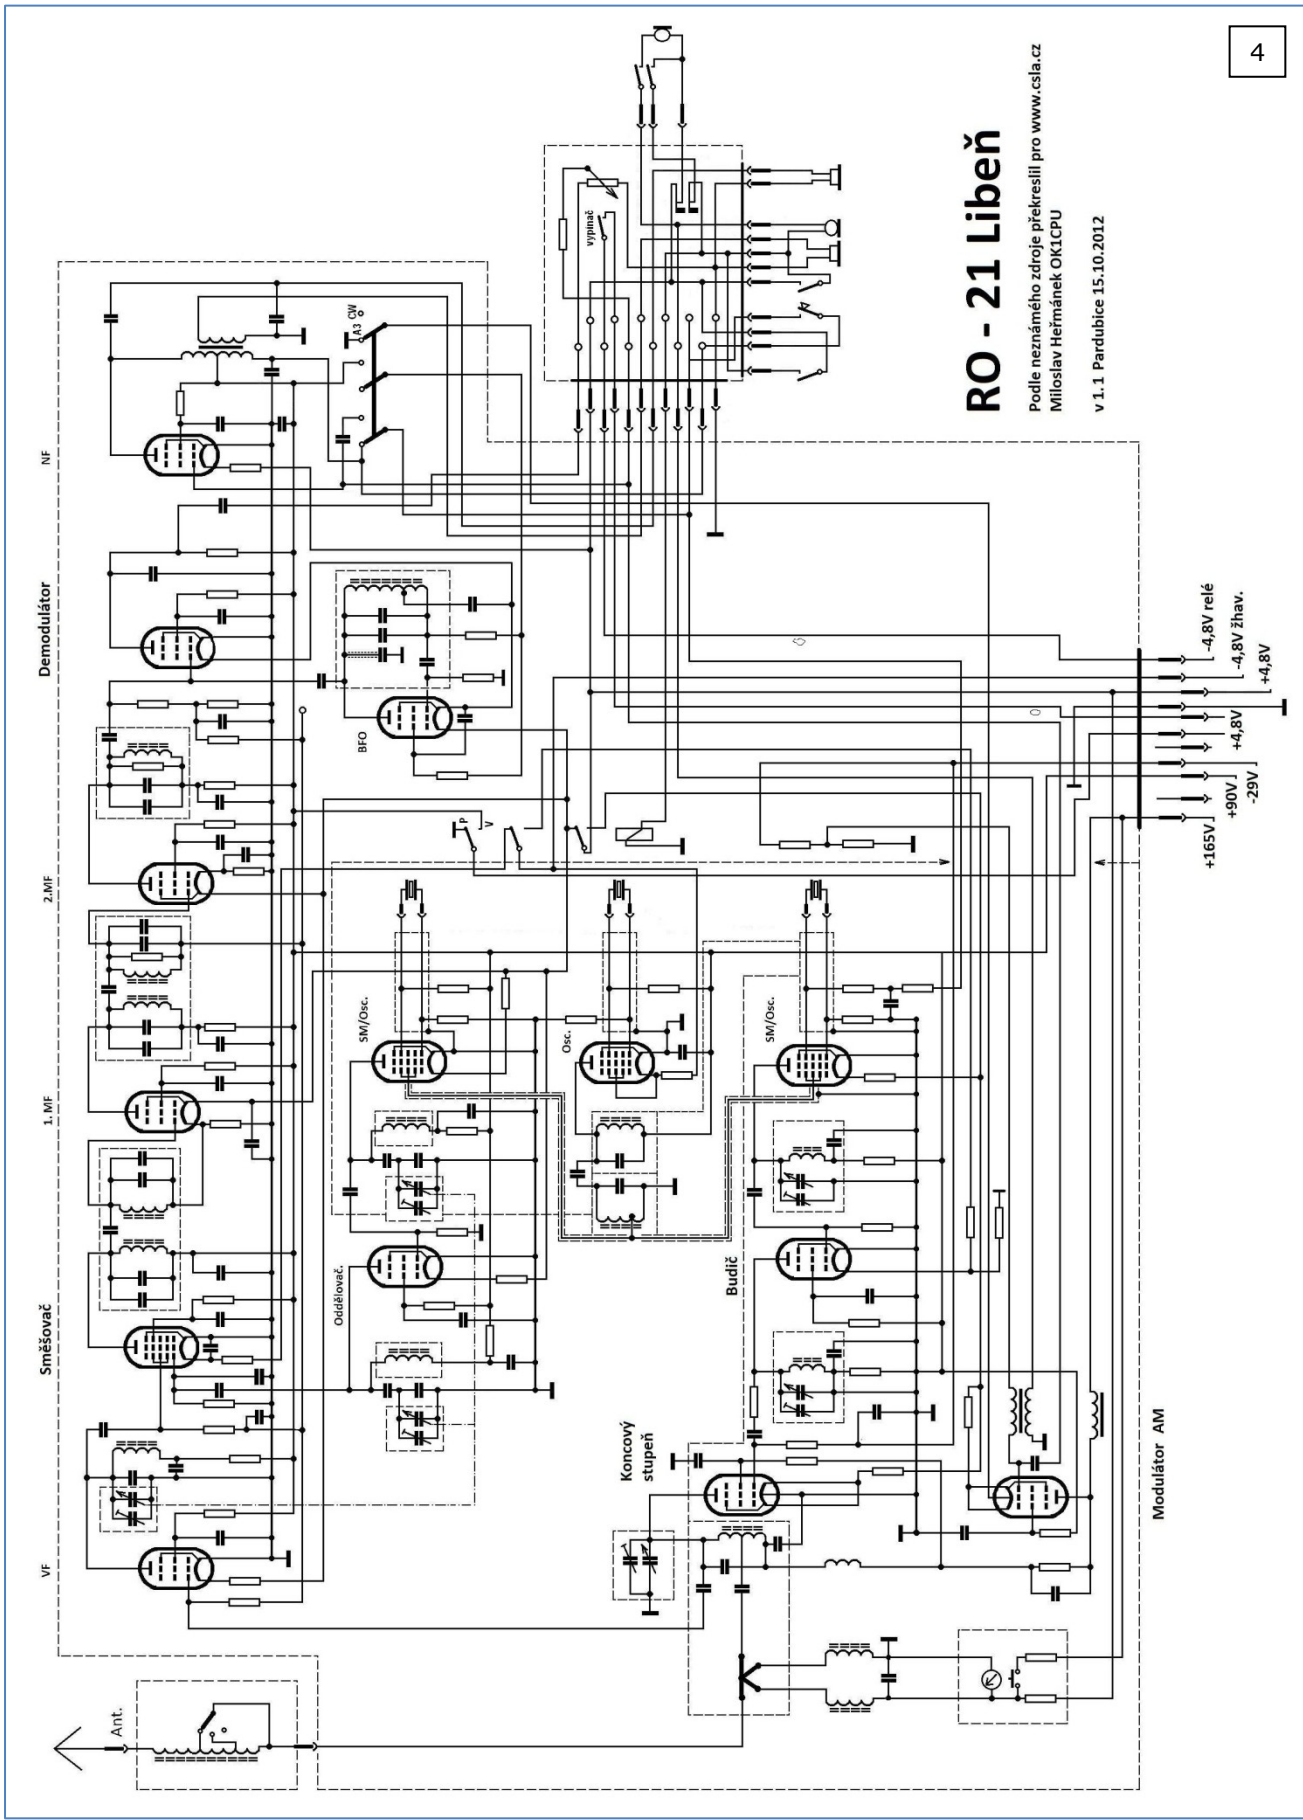 4
RO - 21 Libeň
Podle neznámého zdroje překreslil pro www.csla.cz
Miloslav Heřmánek OK1CPU
v 1.1 Pardubice 15.10.2012
Ant.
VF
Směšovač
1. MF
2.MF
Demodulátor
NF
A3
CW
vypínač
BFO
P
V
SM/Osc.
Osc.
SM/Osc.
Oddělovač.
Budič
Koncový
stupeň
Modulátor AM
-4,8V relé
-4,8V žhav.
+4,8V
+4,8V
-29V
+90V
+165V